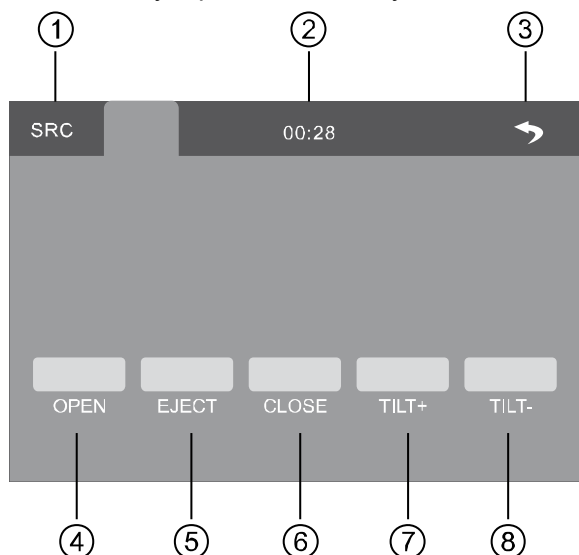 ① ② ③
SRC 00:28
OPEN EJECT CLOSE TILT+ TILT-
④ ⑤ ⑥ ⑦ ⑧